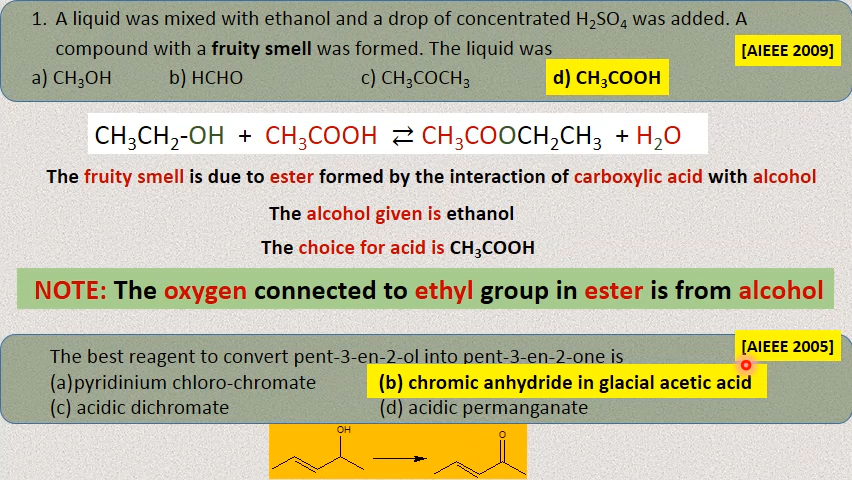 1. A liquid was mixed with ethanol and a drop of concentrated H₂SO₄ was added. A
compound with a fruity smell was formed. The liquid was
[AIEEE 2009]
a) CH₃OH b) HCHO c) CH₃COCH₃ d) CH₃COOH
CH₃CH₂-OH + CH₃COOH ⇄ CH₃COOCH₂CH₃ + H₂O
The fruity smell is due to ester formed by the interaction of carboxylic acid with alcohol
The alcohol given is ethanol
The choice for acid is CH₃COOH
NOTE: The oxygen connected to ethyl group in ester is from alcohol
[AIEEE 2005]
The best reagent to convert pent-3-en-2-ol into pent-3-en-2-one is
(a)pyridinium chloro-chromate (b) chromic anhydride in glacial acetic acid
(c) acidic dichromate (d) acidic permanganate
OH O